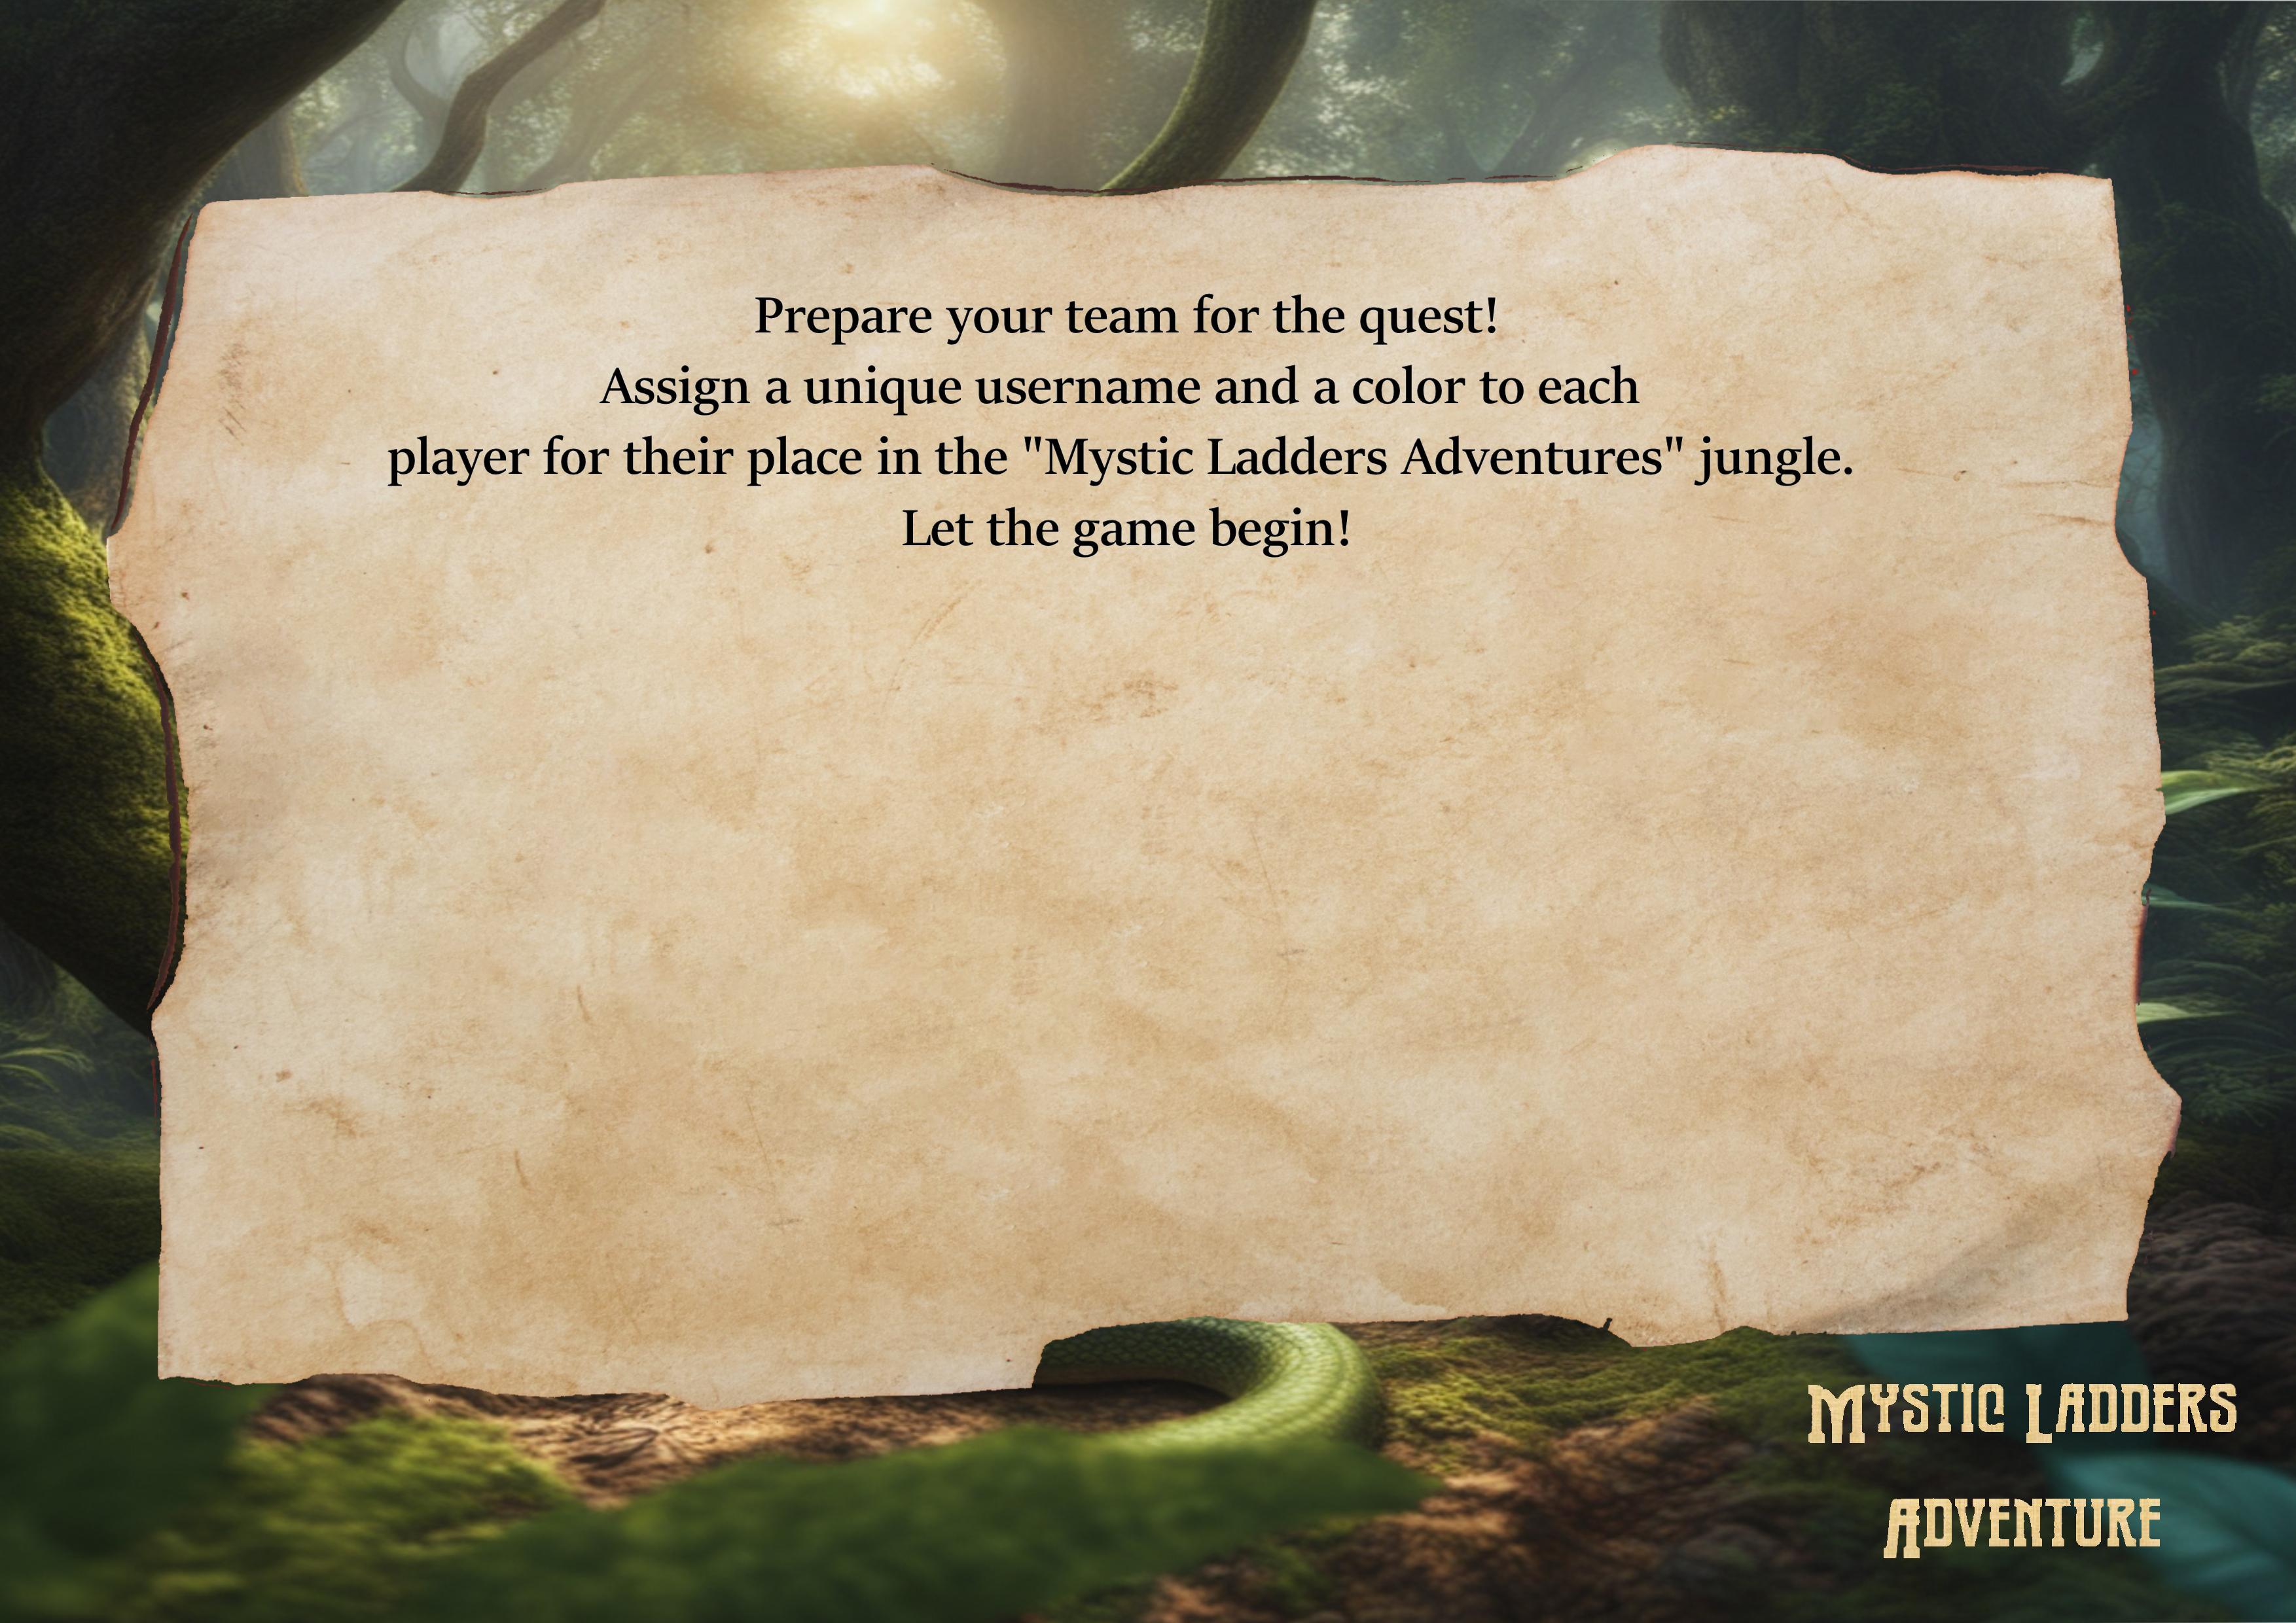 Prepare your team for the quest!
Assign a unique username and a color to each
player for their place in the "Mystic Ladders Adventures" jungle.
Let the game begin!
Mystic Ladders
Adventure